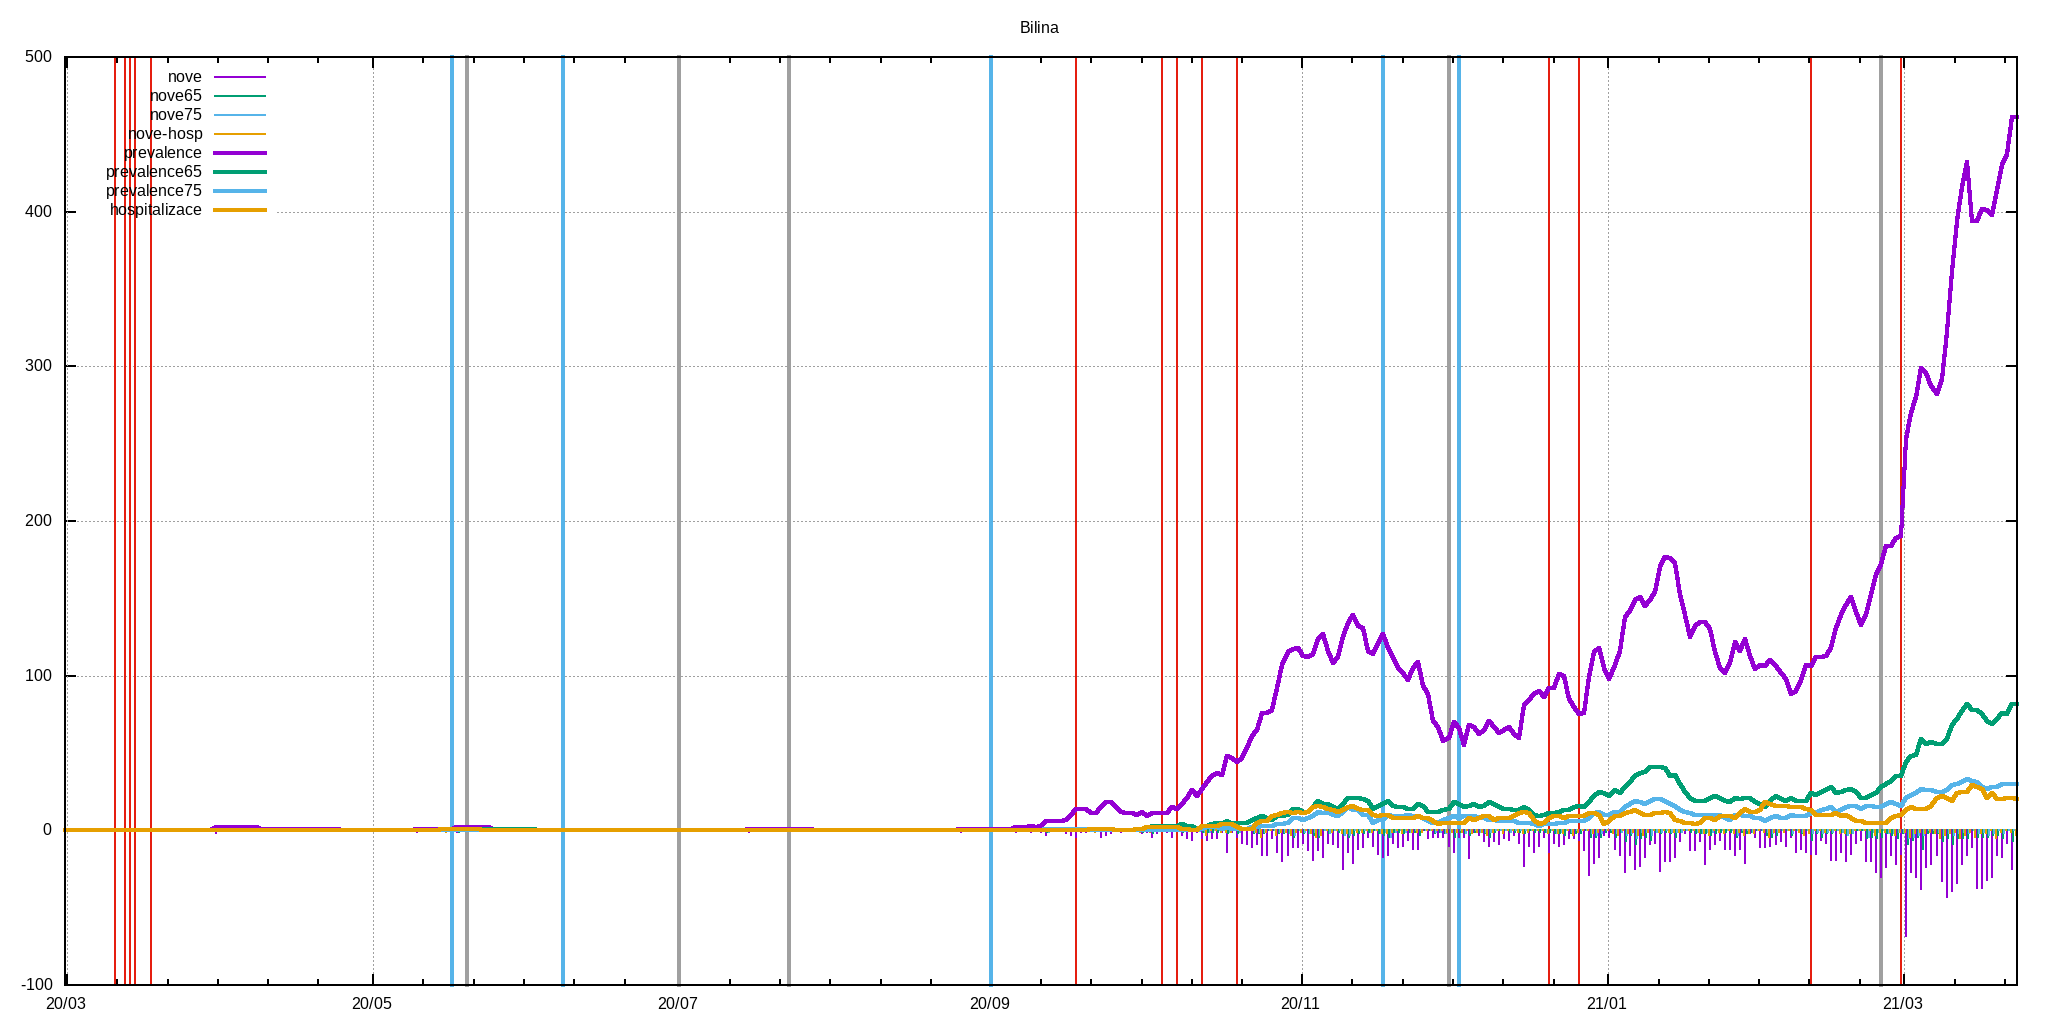 Bilina
500
nove
nove65
nove75
nove-hosp
prevalence
prevalence65
prevalence75
hospitalizace
400
300
200
100
0
-100
20/03 20/05 20/07 20/09 20/11 21/01 21/03